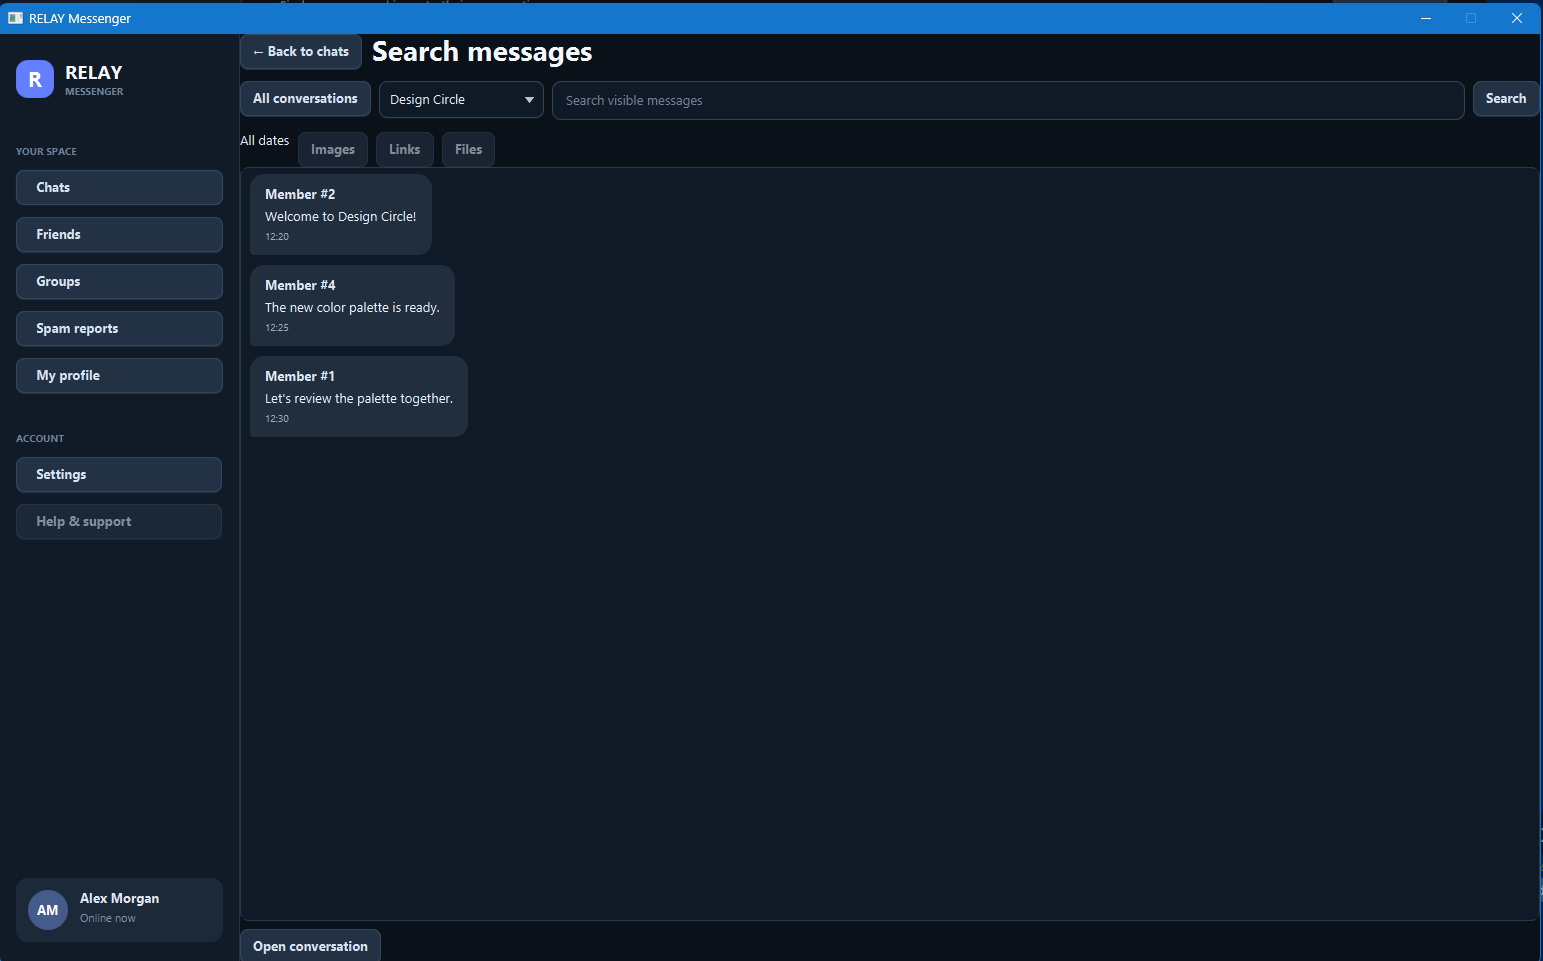 RELAY Messenger
R
RELAY
MESSENGER
YOUR SPACE
Chats
Friends
Groups
Spam reports
My profile
ACCOUNT
Settings
Help & support
AM
Alex Morgan
Online now
← Back to chats
Search messages
All conversations
Design Circle
Search visible messages
Search
All dates
Images
Links
Files
Member #2
Welcome to Design Circle!
12:20
Member #4
The new color palette is ready.
12:25
Member #1
Let's review the palette together.
12:30
Open conversation